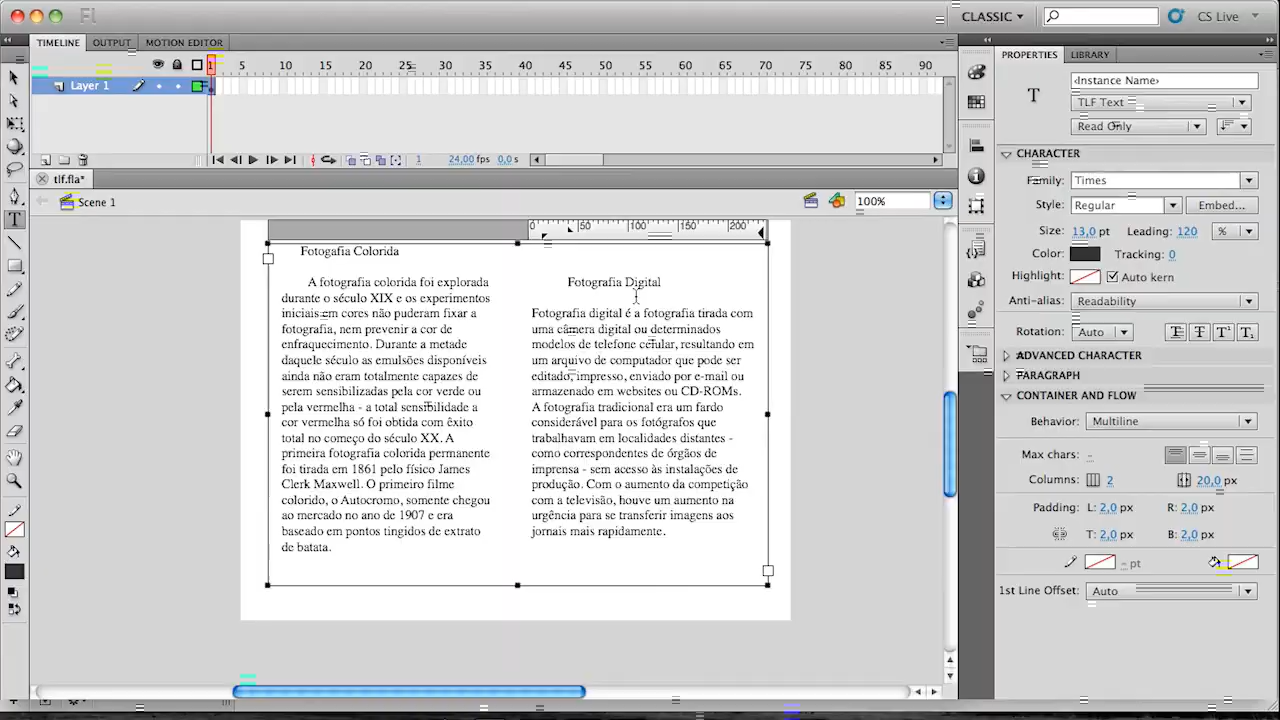 Fl
CLASSIC
CS Live
TIMELINE OUTPUT MOTION EDITOR
1 5 10 15 20 25 30 35 40 45 50 55 60 65 70 75 80 85 90
Layer 1
1 24,00 fps 0,0 s
tlf.fla*
Scene 1
100%
0 50 100 150 200
Fotogafia Colorida
A fotografia colorida foi explorada
durante o século XIX e os experimentos
iniciais em cores não puderam fixar a
fotografia, nem prevenir a cor de
enfraquecimento. Durante a metade
daquele século as emulsões disponíveis
ainda não eram totalmente capazes de
serem sensibilizadas pela cor verde ou
pela vermelha - a total sensibilidade a
cor vermelha só foi obtida com êxito
total no começo do século XX. A
primeira fotografia colorida permanente
foi tirada em 1861 pelo físico James
Clerk Maxwell. O primeiro filme
colorido, o Autocromo, somente chegou
ao mercado no ano de 1907 e era
baseado em pontos tingidos de extrato
de batata.
Fotografia Digital
Fotografia digital é a fotografia tirada com
uma câmera digital ou determinados
modelos de telefone celular, resultando em
um arquivo de computador que pode ser
editado, impresso, enviado por e-mail ou
armazenado em websites ou CD-ROMs.
A fotografia tradicional era um fardo
considerável para os fotógrafos que
trabalhavam em localidades distantes -
como correspondentes de órgãos de
imprensa - sem acesso às instalações de
produção. Com o aumento da competição
com a televisão, houve um aumento na
urgência para se transferir imagens aos
jornais mais rapidamente.
PROPERTIES LIBRARY
‹Instance Name›
T
TLF Text
Read Only
CHARACTER
Family: Times
Style: Regular Embed...
Size: 13,0 pt Leading: 120 %
Color: Tracking: 0
Highlight: Auto kern
Anti-alias: Readability
Rotation: Auto
ADVANCED CHARACTER
PARAGRAPH
CONTAINER AND FLOW
Behavior: Multiline
Max chars: -
Columns: 2 20,0 px
Padding: L: 2,0 px R: 2,0 px
T: 2,0 px B: 2,0 px
- pt
1st Line Offset: Auto